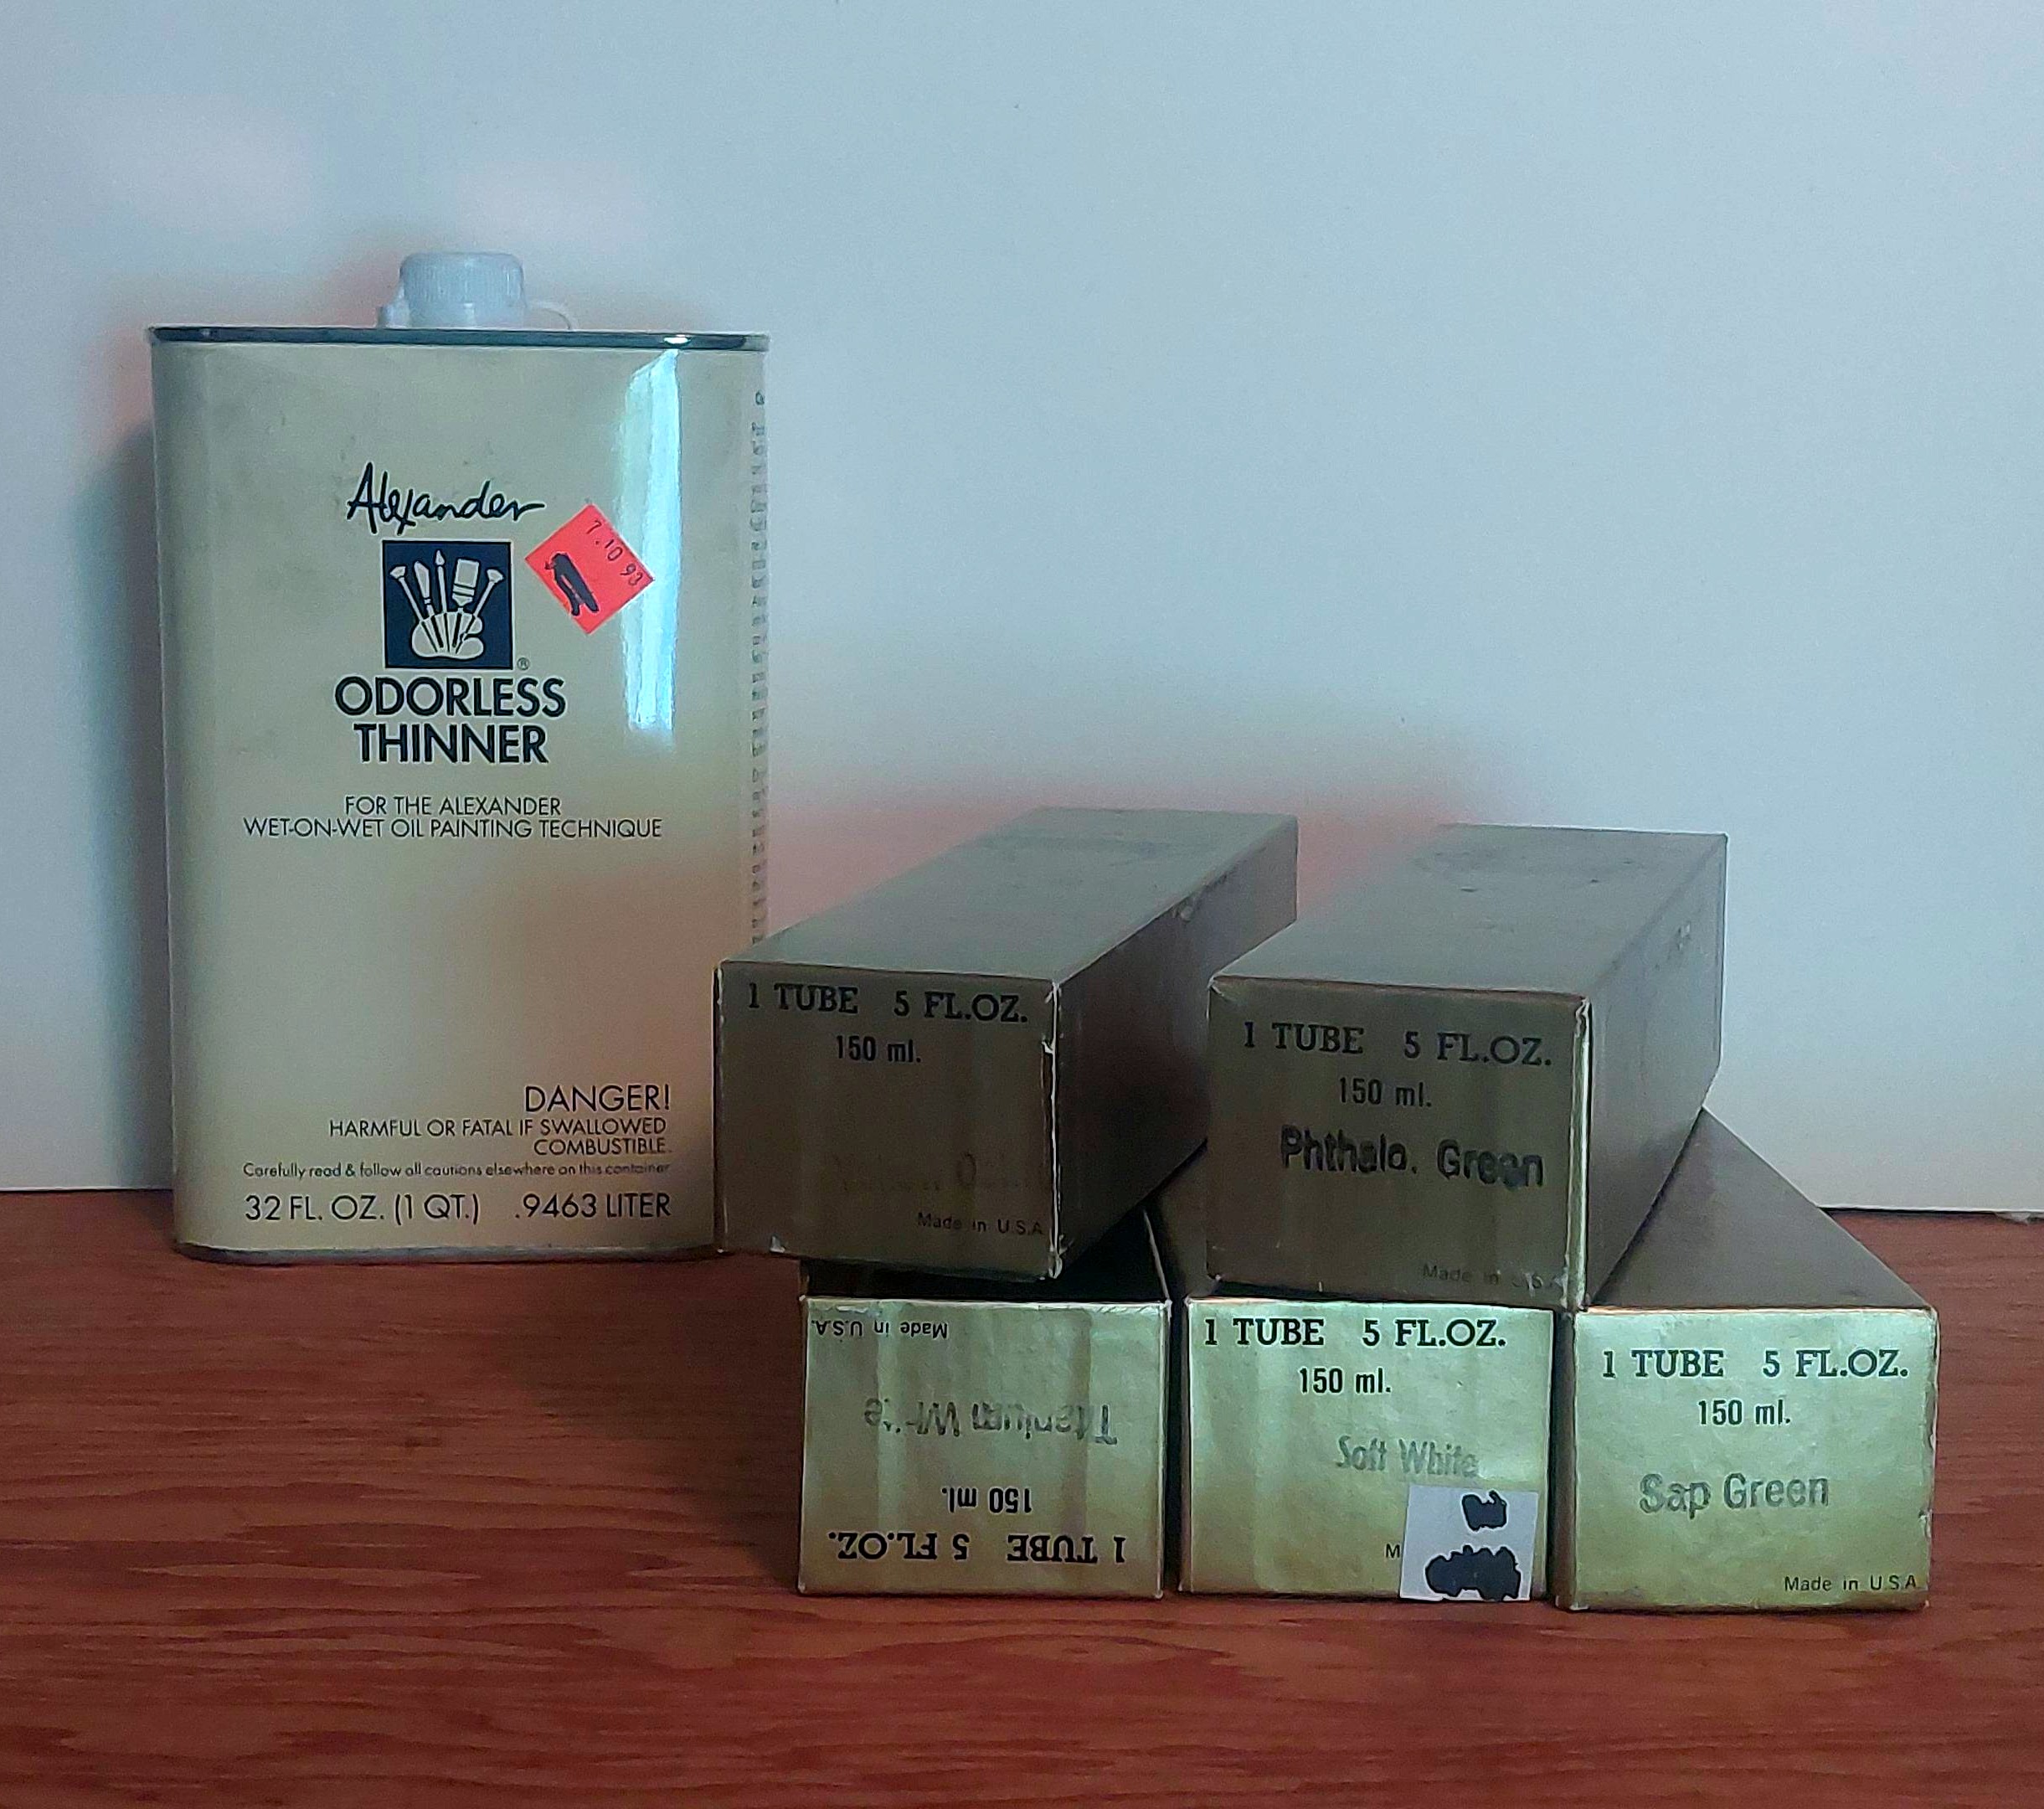 Alexander
7.10 93
®
ODORLESS
THINNER
FOR THE ALEXANDER
WET-ON-WET OIL PAINTING TECHNIQUE
DANGER!
HARMFUL OR FATAL IF SWALLOWED
COMBUSTIBLE.
Carefully read & follow all cautions elsewhere on this container
32 FL. OZ. (1 QT.) .9463 LITER
1 TUBE 5 FL.OZ.
150 ml.
Made in U.S.A.
1 TUBE 5 FL.OZ.
150 ml.
Phthalo. Green
Made in U.S.A.
1 TUBE 5 FL.OZ.
150 ml.
Titanium White
Made in U.S.A.
1 TUBE 5 FL.OZ.
150 ml.
Soft White
1 TUBE 5 FL.OZ.
150 ml.
Sap Green
Made in U.S.A.